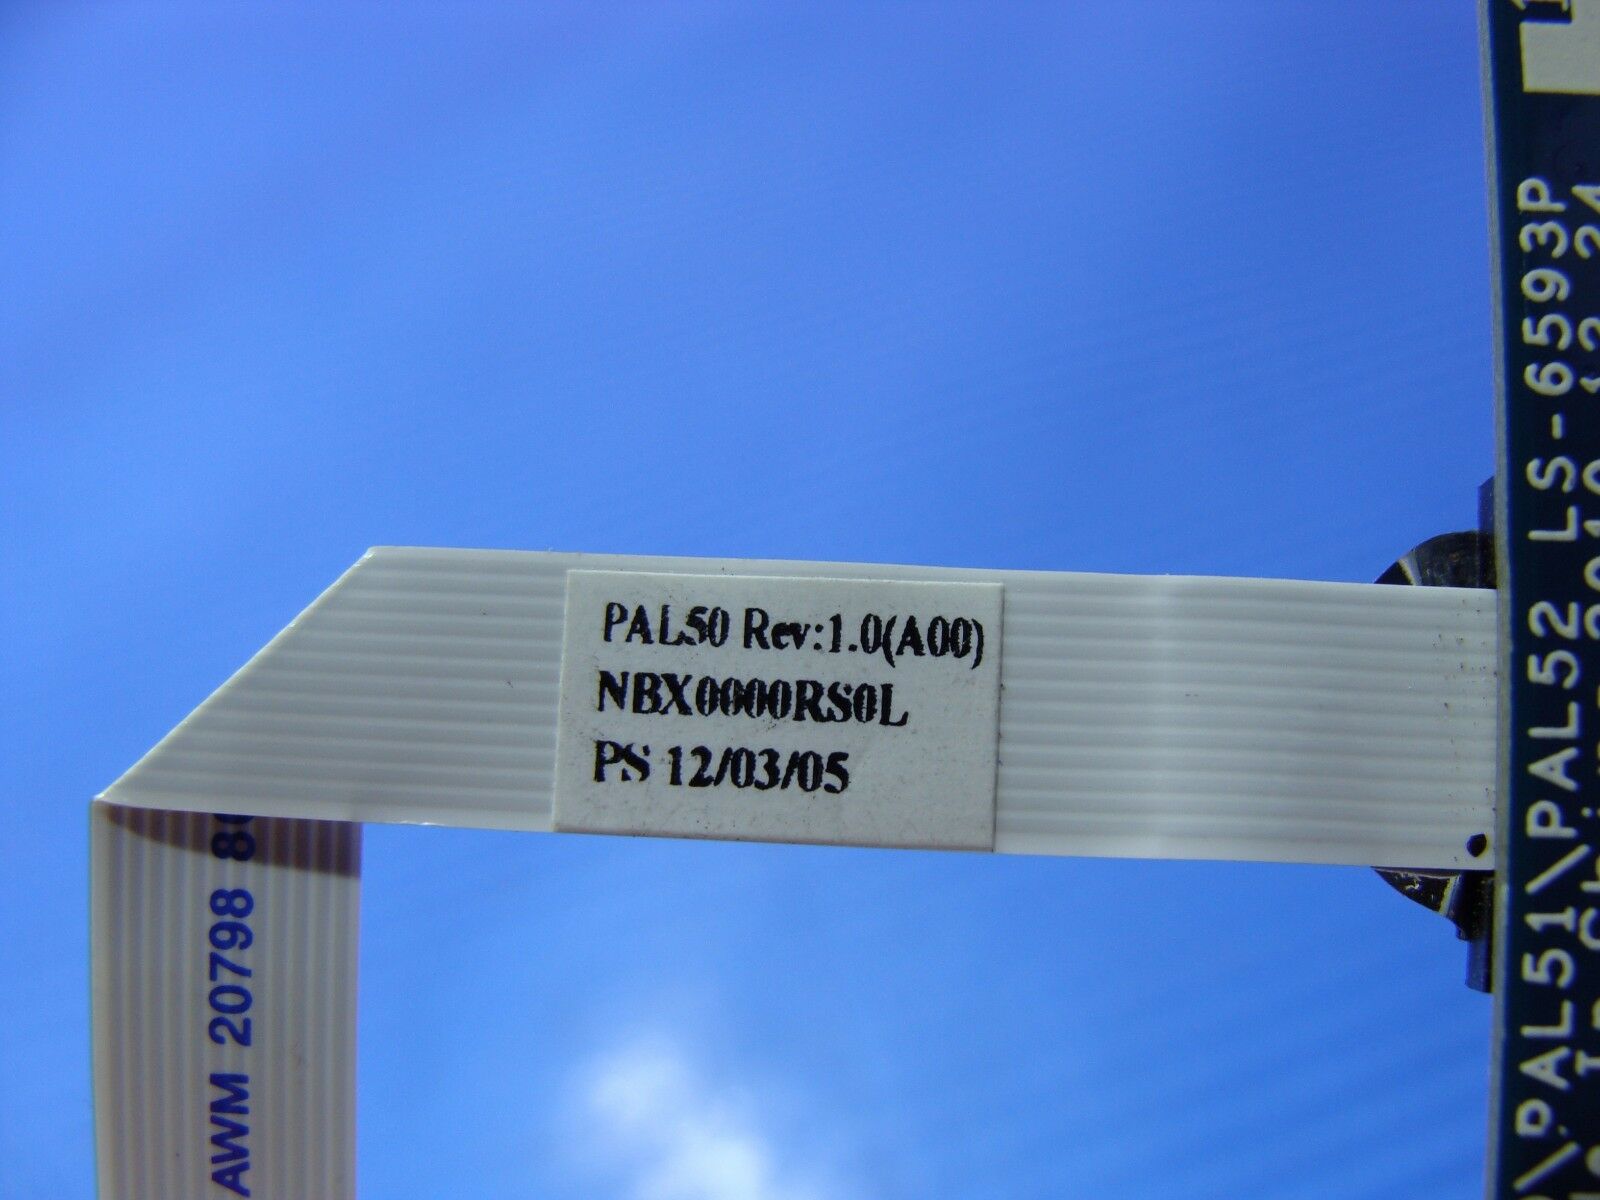 PAL50 Rev:1.0(A00)
NBX0000RS0L
PS 12/03/05
AWM 20798
\PAL51\PAL52 LS-6593P